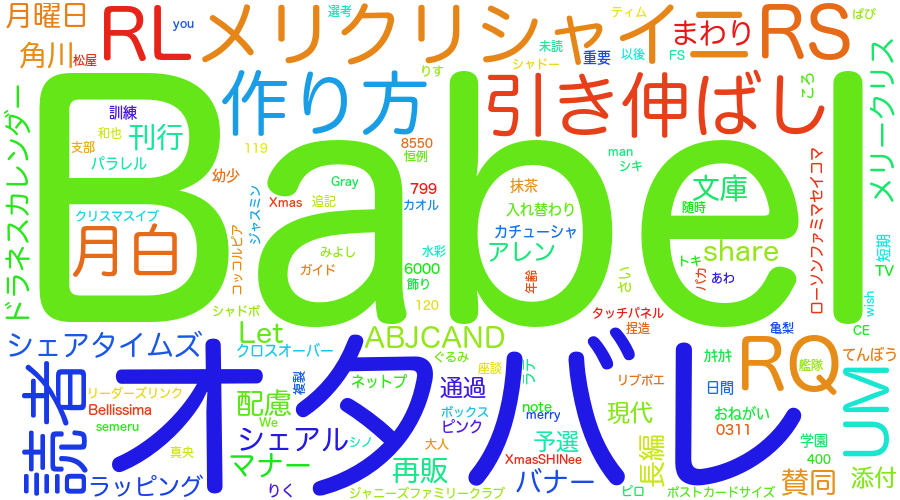 月曜日
RL
you
メリクリシャイニー
選考
ティム
まわり
RS
ぱぴ
角川
松屋
りす
未読
シャドー
重要
以後
FS
Babel
訓練
作り方
引き伸ばし
ころ
メリークリスマス
和也
刊行
支部
パラレル
119
8550
恒例
man
シキ
ドラネスカレンダー
幼少
Gray
799
抹茶
文庫
Xmas
追記
カオル
入れ替わり
随時
ローソンファミマセイコマ
クリスマスイブ
ジャスミン
カチューシャ
月白
コッコルピア
みよし
水彩
アレン
share
短期
ガイド
6000
飾り
年齢
さい
トキ
パカ
あわ
シャドボ
120
タッチパネル
wish
Let
ABJCAND
捏造
亀梨
CE
シェアタイムズ
クロスオーバー
ぐるみ
オタバレ
座談
ラテ
ｶｷｶｷ
RQ
艦隊
てんぼう
UM
読者
リーダーズリンク
複製
ネットプ
通過
リブポエ
日間
Bellissima
配慮
ボックス
note
merry
現代
おねがい
semeru
We
ピンク
0311
シェアル
シノ
大人
予選
長編
学園
真央
マナー
再販
XmasSHINee
400
ラッピング
りく
バナー
賛同
添付
ジャニーズファミリークラブ
ピロ
ポストカードサイズ